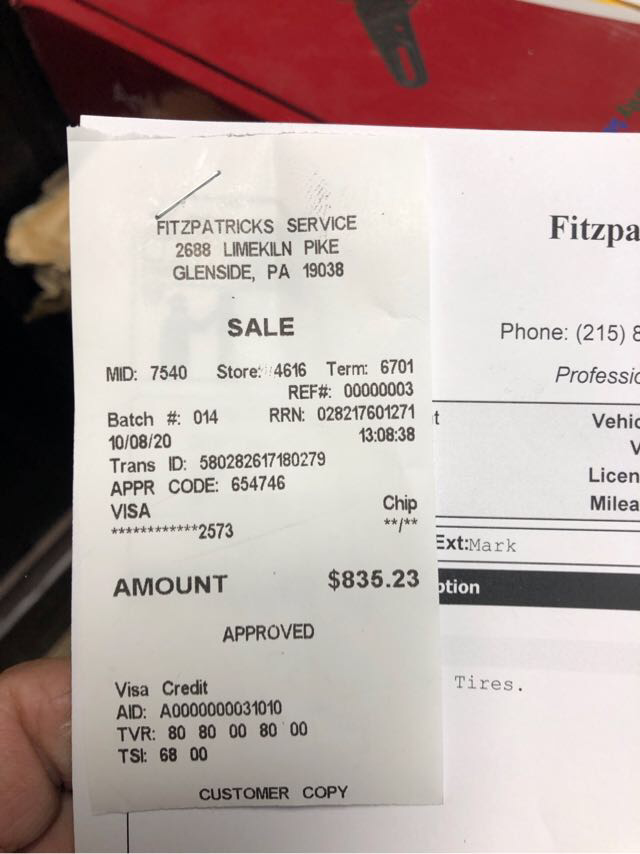 FITZPATRICKS SERVICE
2688 LIMEKILN PIKE
GLENSIDE, PA 19038
SALE
MID: 7540 Store: 4616 Term: 6701
REF#: 00000003
Batch #: 014 RRN: 028217601271
10/08/20 13:08:38
Trans ID: 580282617180279
APPR CODE: 654746
VISA Chip
************2573 **/**
AMOUNT $835.23
APPROVED
Visa Credit
AID: A0000000031010
TVR: 80 80 00 80 00
TSI: 68 00
CUSTOMER COPY
Fitzpa
Phone: (215) 8
Professio
t Vehic
V
Licen
Milea
Ext:Mark
ption
Tires.